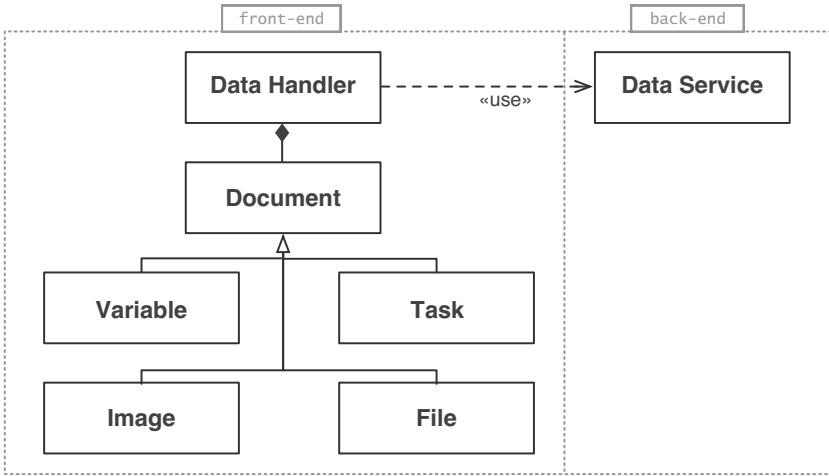 front-end
back-end
Data Handler
«use»
Data Service
Document
Variable
Task
Image
File